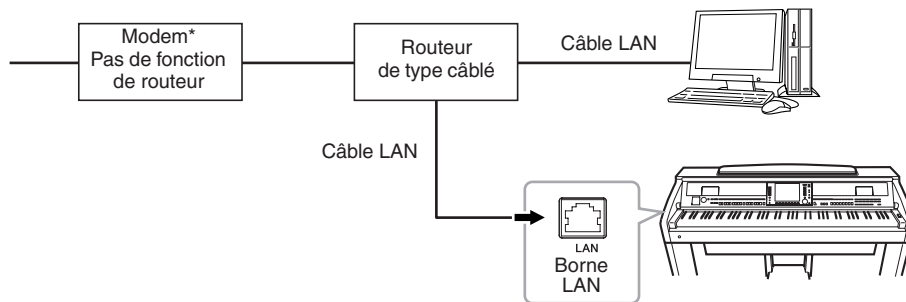 Modem*
Pas de fonction
de routeur
Routeur
de type câblé
Câble LAN
Câble LAN
LAN
Borne
LAN